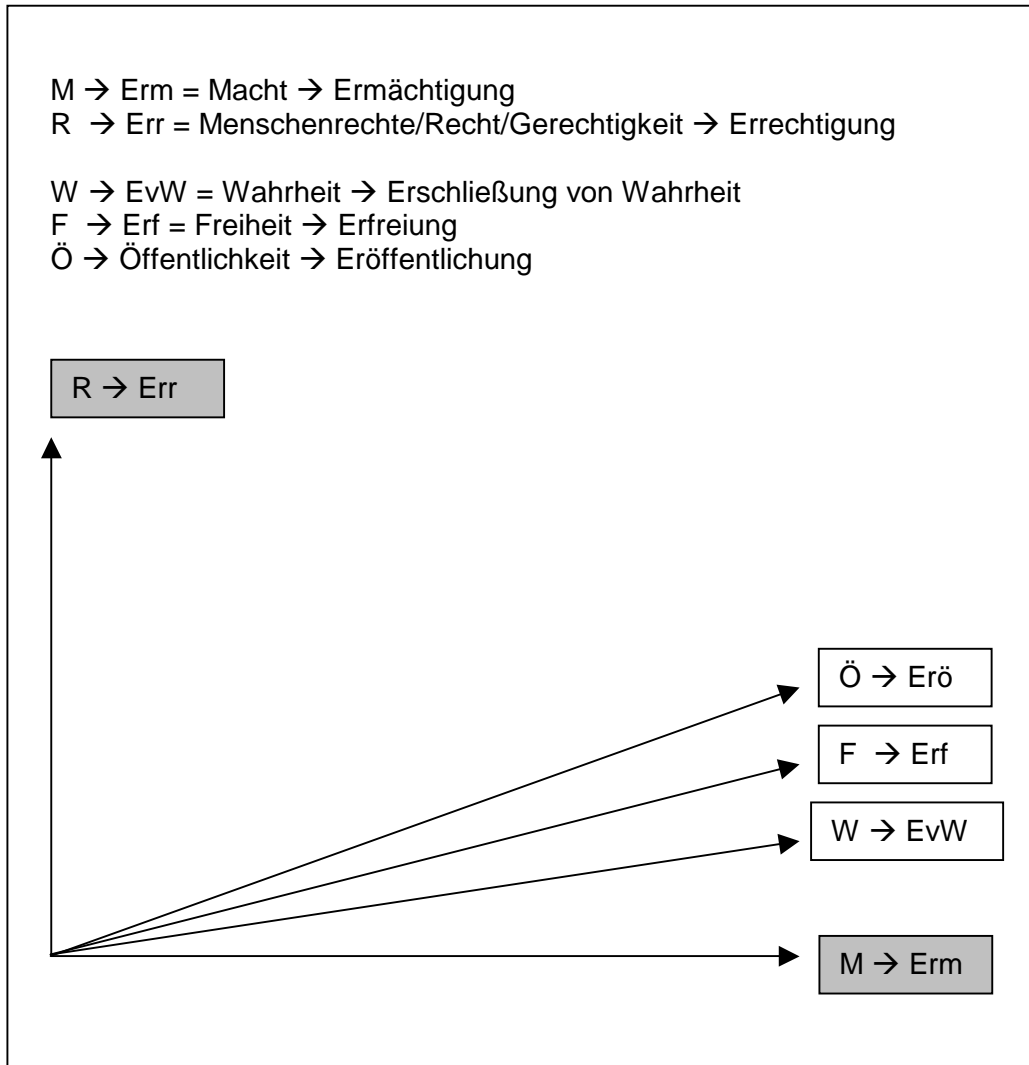 M → Erm = Macht → Ermächtigung
R → Err = Menschenrechte/Recht/Gerechtigkeit → Errechtigung
W → EvW = Wahrheit → Erschließung von Wahrheit
F → Erf = Freiheit → Erfreiung
Ö → Öffentlichkeit → Eröffentlichung
R → Err
Ö → Erö
F → Erf
W → EvW
M → Erm